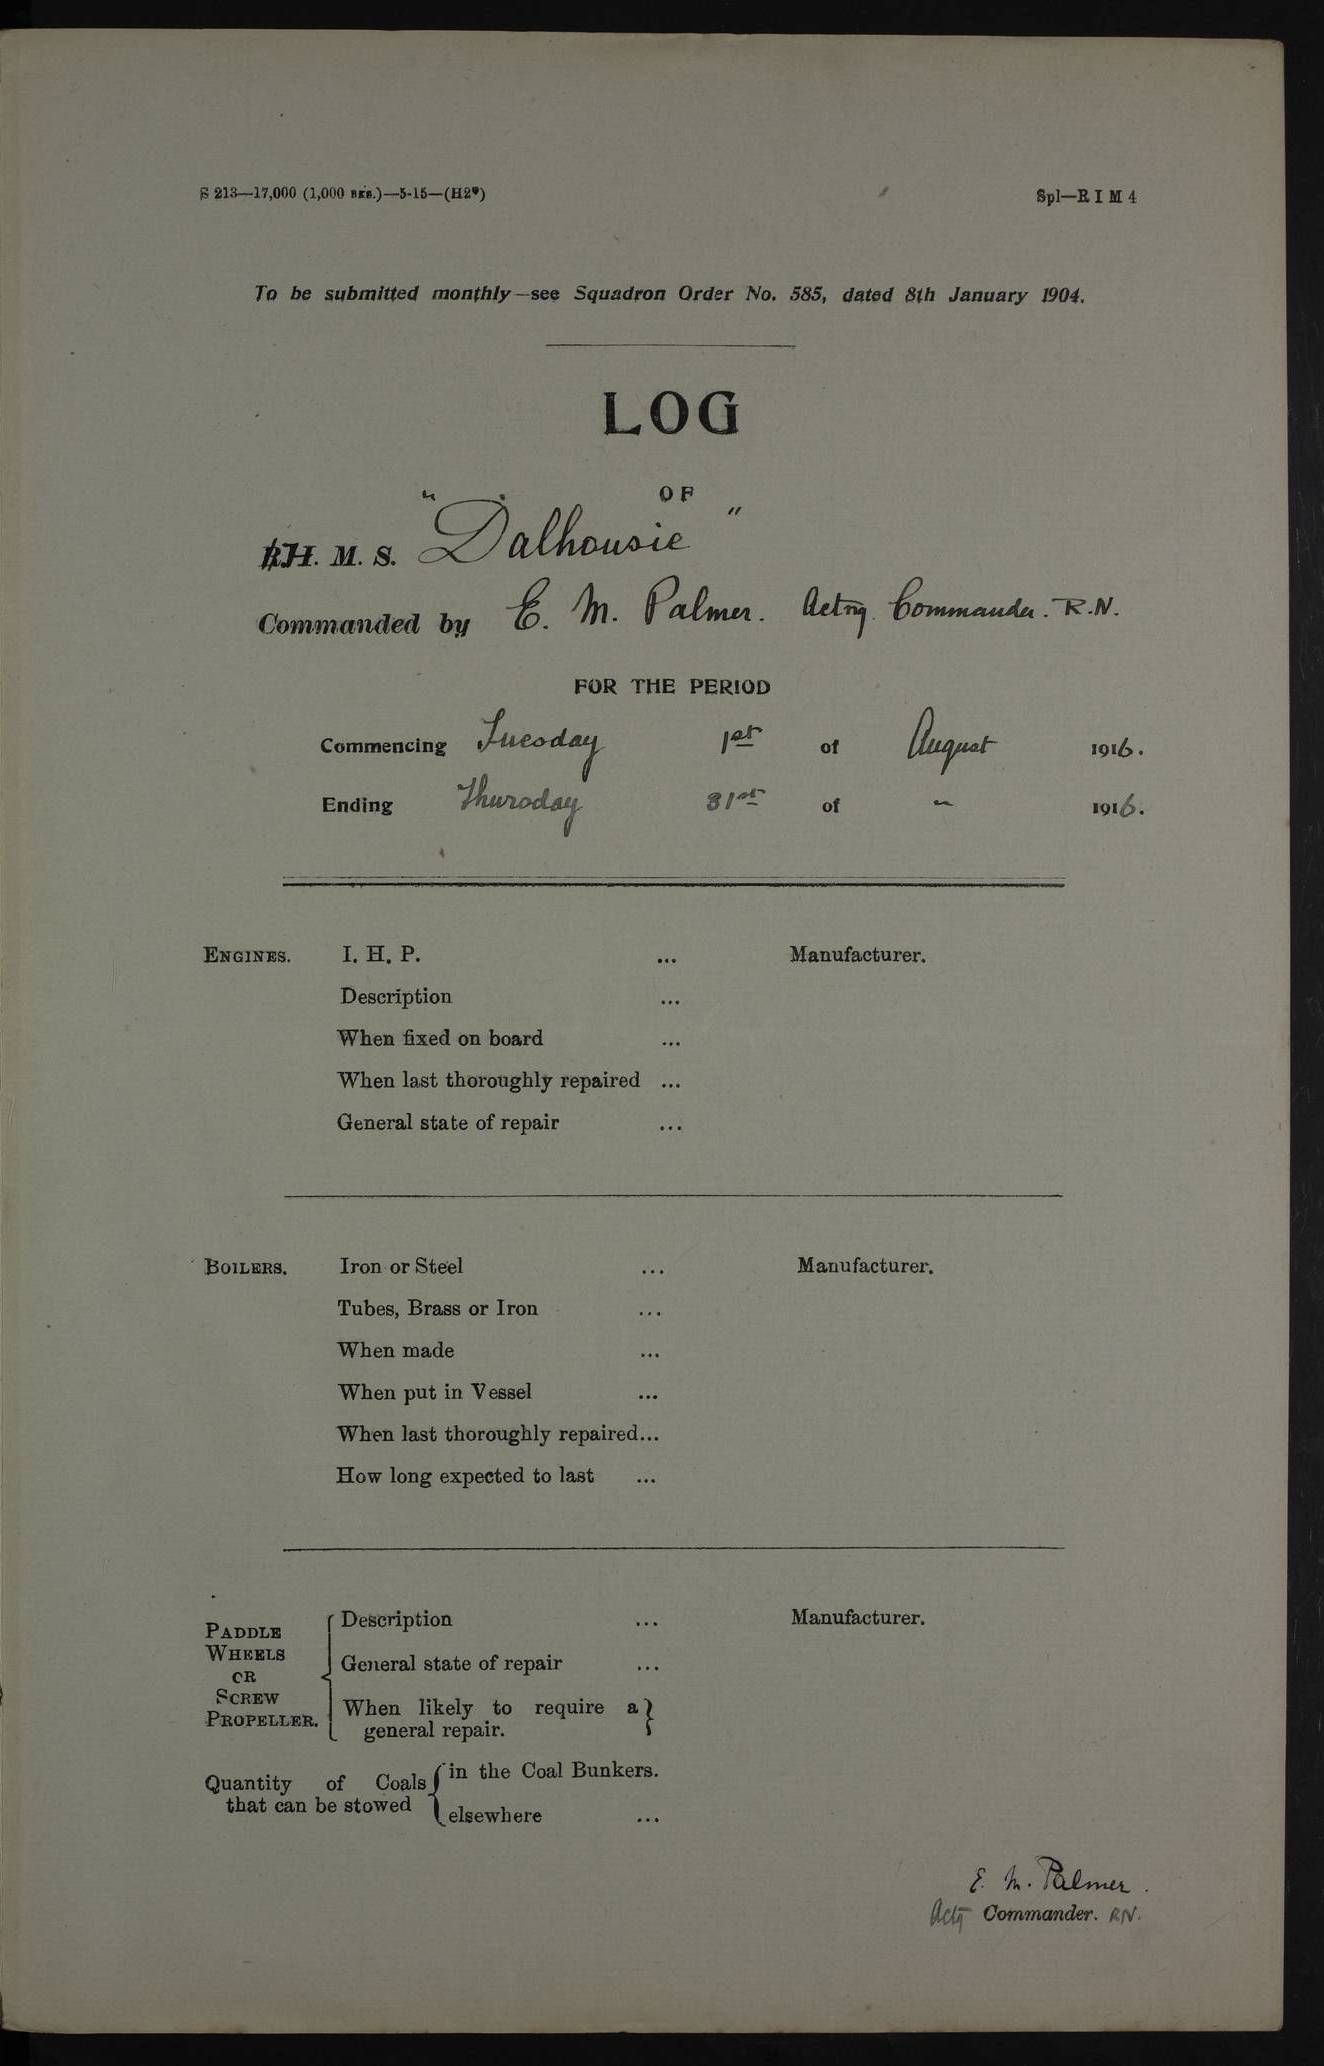 S 213—17,000 (1,000 BKS.)—5-15—(H2*) Spl—R I M 4
To be submitted monthly—see Squadron Order No. 585, dated 8th January 1904.
LOG
OF
H. M. S. "Dalhousie"
Commanded by E. M. Palmer. Actng. Commander. R.N.
FOR THE PERIOD
Commencing Tuesday 1st of August 1916.
Ending Thursday 31st of " 1916.
ENGINES. I. H. P. ... Manufacturer.
Description ...
When fixed on board ...
When last thoroughly repaired ...
General state of repair ...
BOILERS. Iron or Steel ... Manufacturer.
Tubes, Brass or Iron ...
When made ...
When put in Vessel ...
When last thoroughly repaired...
How long expected to last ...
PADDLE WHEELS OR SCREW PROPELLER. Description ... Manufacturer.
General state of repair ...
When likely to require a
general repair.
Quantity of Coals in the Coal Bunkers.
that can be stowed elsewhere ...
E. M. Palmer.
Actg Commander. RN.